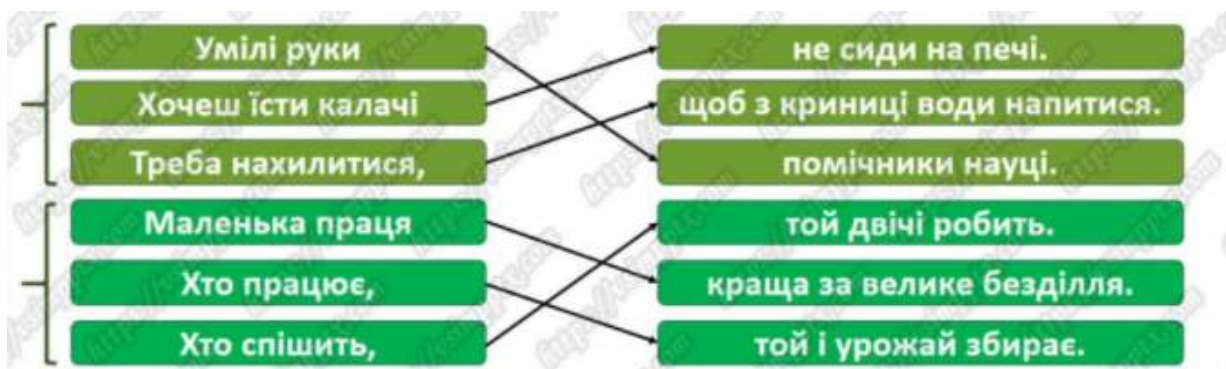 Умілі руки
не сиди на печі.
Хочеш їсти калачі
щоб з криниці води напитися.
Треба нахилитися,
помічники науці.
Маленька праця
той двічі робить.
Хто працює,
краща за велике безділля.
Хто спішить,
той і урожай збирає.